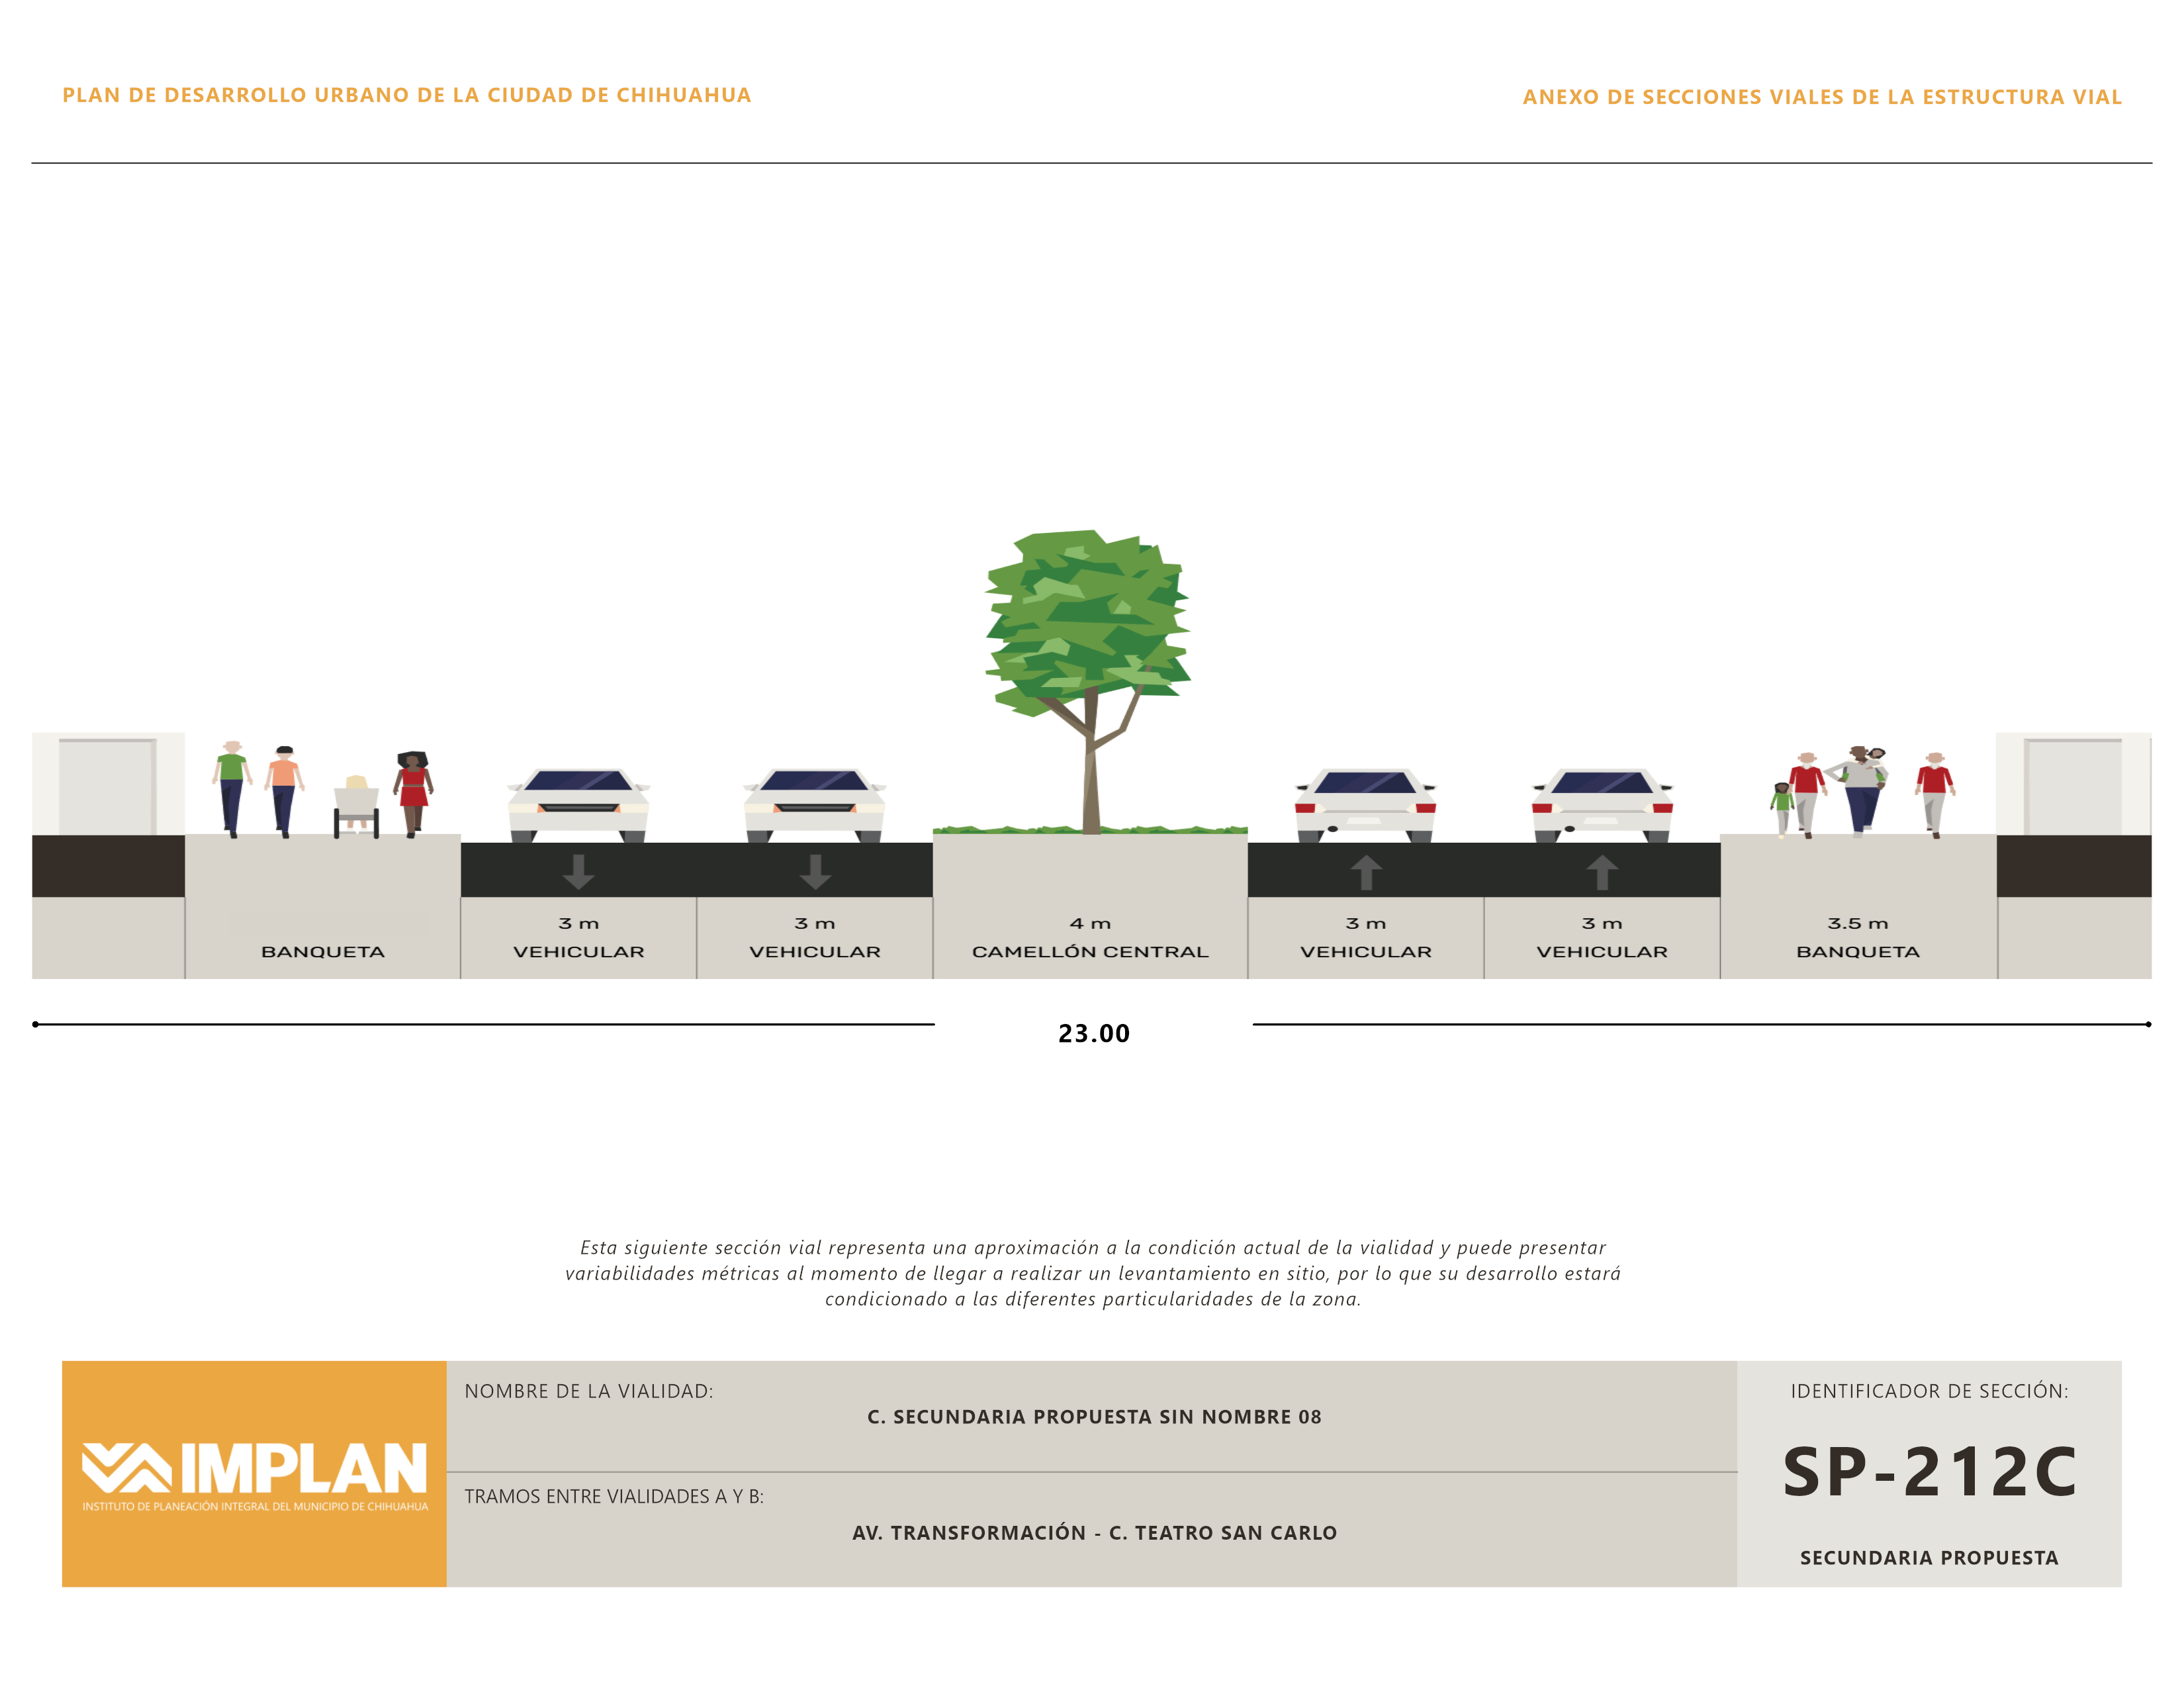 PLAN DE DESARROLLO URBANO DE LA CIUDAD DE CHIHUAHUA
ANEXO DE SECCIONES VIALES DE LA ESTRUCTURA VIAL
BANQUETA
3 m
VEHICULAR
3 m
VEHICULAR
4 m
CAMELLÓN CENTRAL
3 m
VEHICULAR
3 m
VEHICULAR
3.5 m
BANQUETA
23.00
Esta siguiente sección vial representa una aproximación a la condición actual de la vialidad y puede presentar
variabilidades métricas al momento de llegar a realizar un levantamiento en sitio, por lo que su desarrollo estará
condicionado a las diferentes particularidades de la zona.
IMPLAN
INSTITUTO DE PLANEACIÓN INTEGRAL DEL MUNICIPIO DE CHIHUAHUA
NOMBRE DE LA VIALIDAD:
C. SECUNDARIA PROPUESTA SIN NOMBRE 08
TRAMOS ENTRE VIALIDADES A Y B:
AV. TRANSFORMACIÓN - C. TEATRO SAN CARLO
IDENTIFICADOR DE SECCIÓN:
SP-212C
SECUNDARIA PROPUESTA